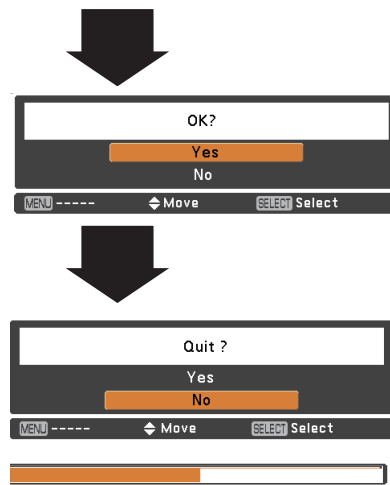 OK?
Yes
No
MENU ----- Move SELECT Select
Quit ?
Yes
No
MENU ----- Move SELECT Select